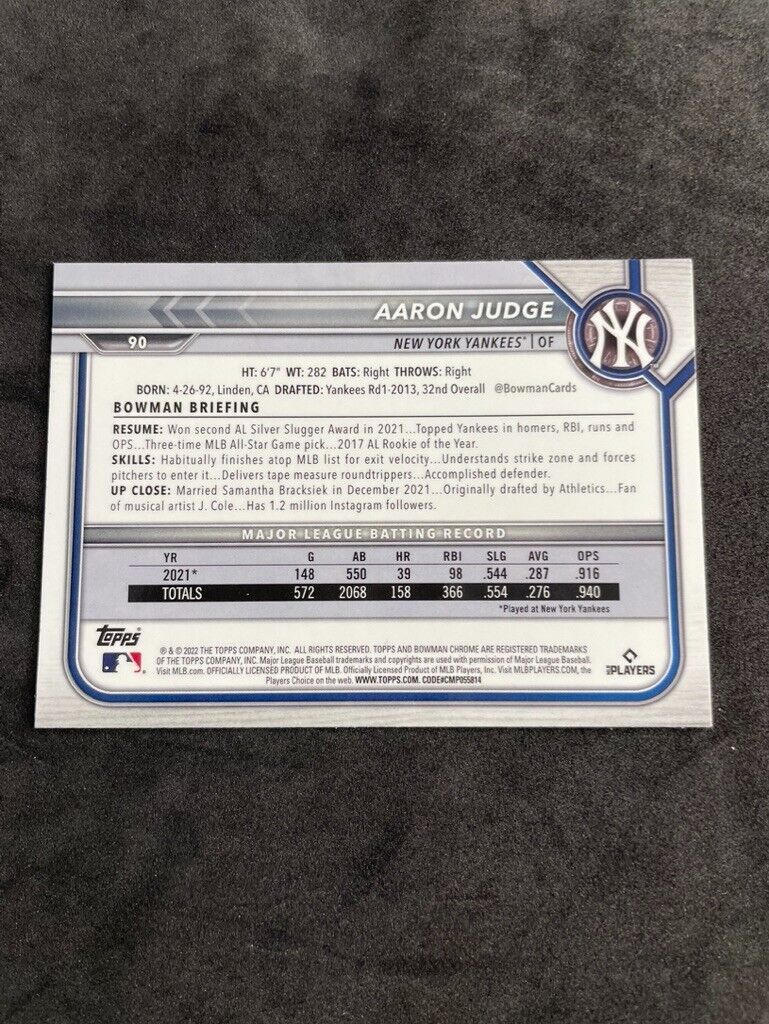 AARON JUDGE
90
NEW YORK YANKEES® | OF
NY
HT: 6'7" WT: 282 BATS: Right THROWS: Right
BORN: 4-26-92, Linden, CA DRAFTED: Yankees Rd1-2013, 32nd Overall @BowmanCards
BOWMAN BRIEFING
RESUME: Won second AL Silver Slugger Award in 2021...Topped Yankees in homers, RBI, runs and
OPS...Three-time MLB All-Star Game pick...2017 AL Rookie of the Year.
SKILLS: Habitually finishes atop MLB list for exit velocity...Understands strike zone and forces
pitchers to enter it...Delivers tape measure roundtrippers...Accomplished defender.
UP CLOSE: Married Samantha Bracksiek in December 2021...Originally drafted by Athletics...Fan
of musical artist J. Cole...Has 1.2 million Instagram followers.
MAJOR LEAGUE BATTING RECORD
YR G AB HR RBI SLG AVG OPS
2021* 148 550 39 98 .544 .287 .916
TOTALS 572 2068 158 366 .554 .276 .940
*Played at New York Yankees
Topps®
® & © 2022 THE TOPPS COMPANY, INC. ALL RIGHTS RESERVED. TOPPS AND BOWMAN CHROME ARE REGISTERED TRADEMARKS
OF THE TOPPS COMPANY, INC. Major League Baseball trademarks and copyrights are used with permission of Major League Baseball.
Visit MLB.com. OFFICIALLY LICENSED PRODUCT OF MLB. Officially Licensed Product of MLB Players, Inc. Visit MLBPLAYERS.COM, the
Players Choice on the web. WWW.TOPPS.COM. CODE#CMP055814
MLB PLAYERS